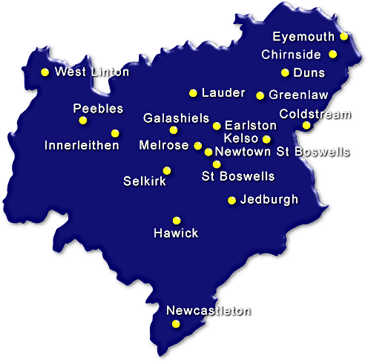 Eyemouth
Chirnside
West Linton
Duns
Lauder
Greenlaw
Peebles
Galashiels
Coldstream
Earlston
Innerleithen
Melrose
Kelso
Newtown St Boswells
Selkirk
St Boswells
Jedburgh
Hawick
Newcastleton